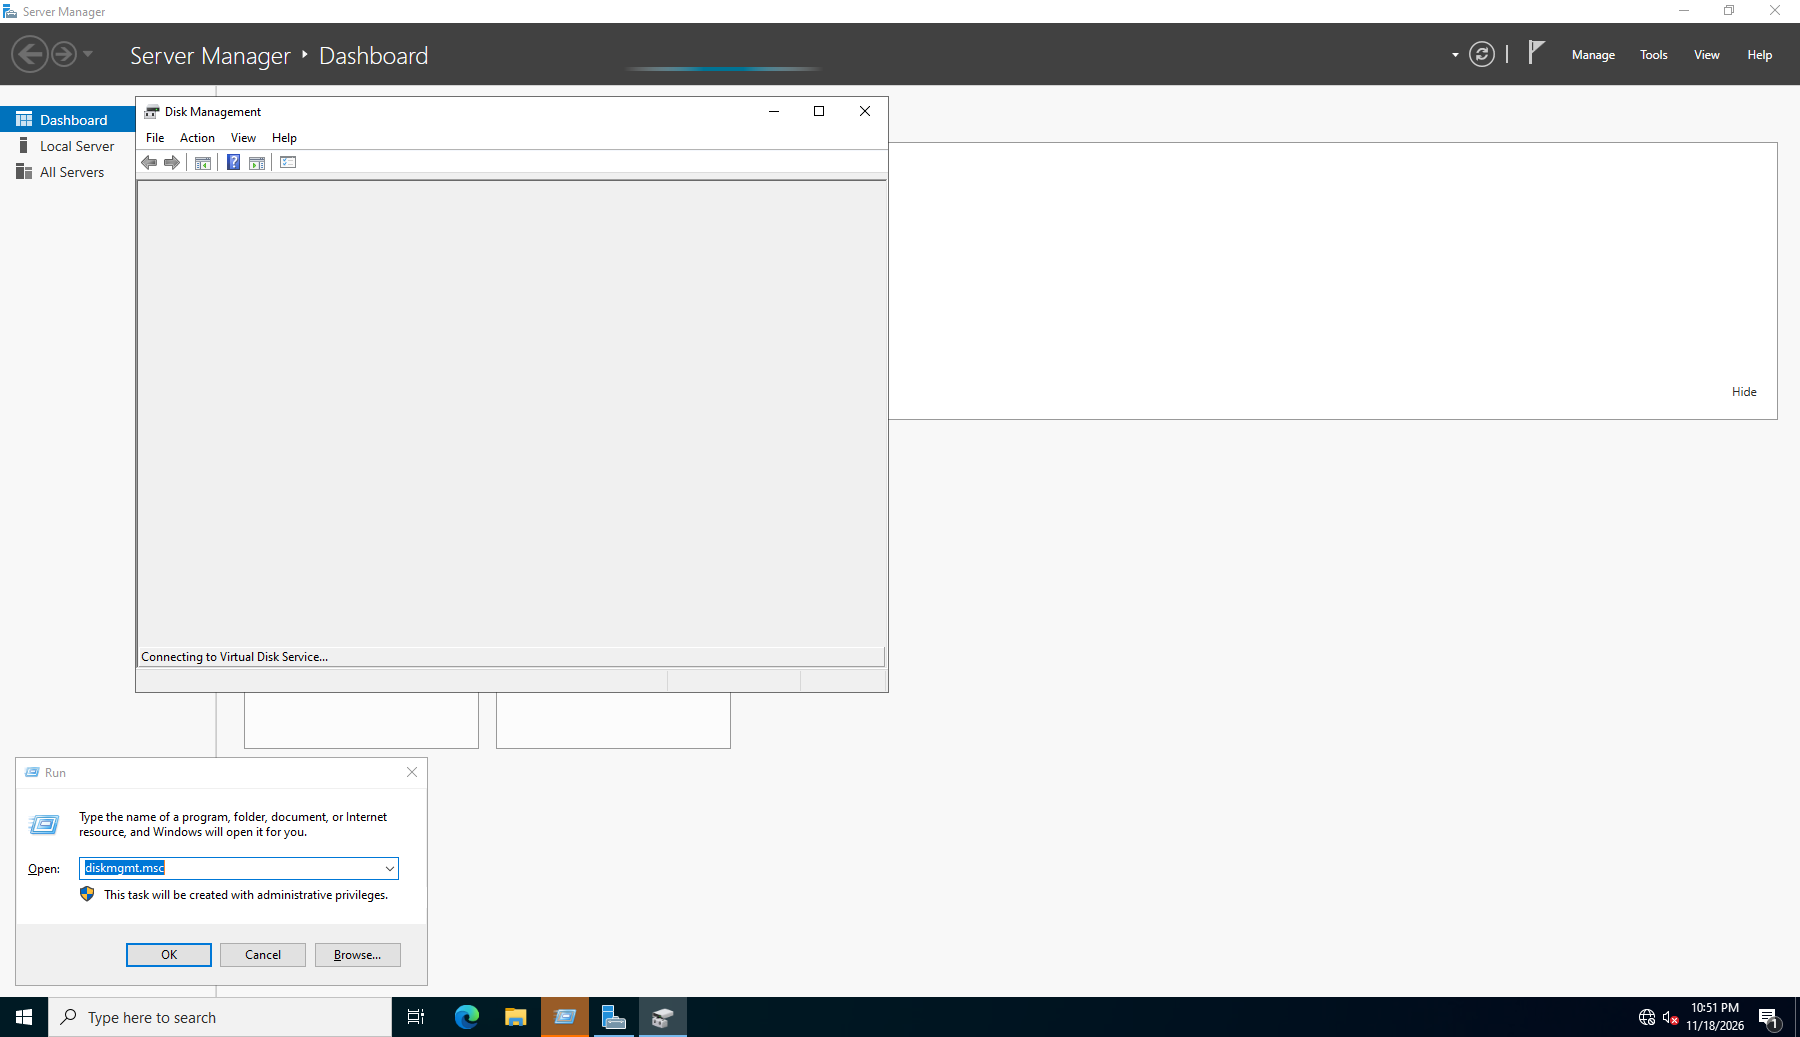 Server Manager
Server Manager Dashboard
Manage Tools View Help
Dashboard
Local Server
All Servers
Disk Management
File Action View Help
Hide
Connecting to Virtual Disk Service...
Run
Type the name of a program, folder, document, or Internet
resource, and Windows will open it for you.
Open: diskmgmt.msc
This task will be created with administrative privileges.
OK Cancel Browse...
Type here to search
10:51 PM
11/18/2026
1